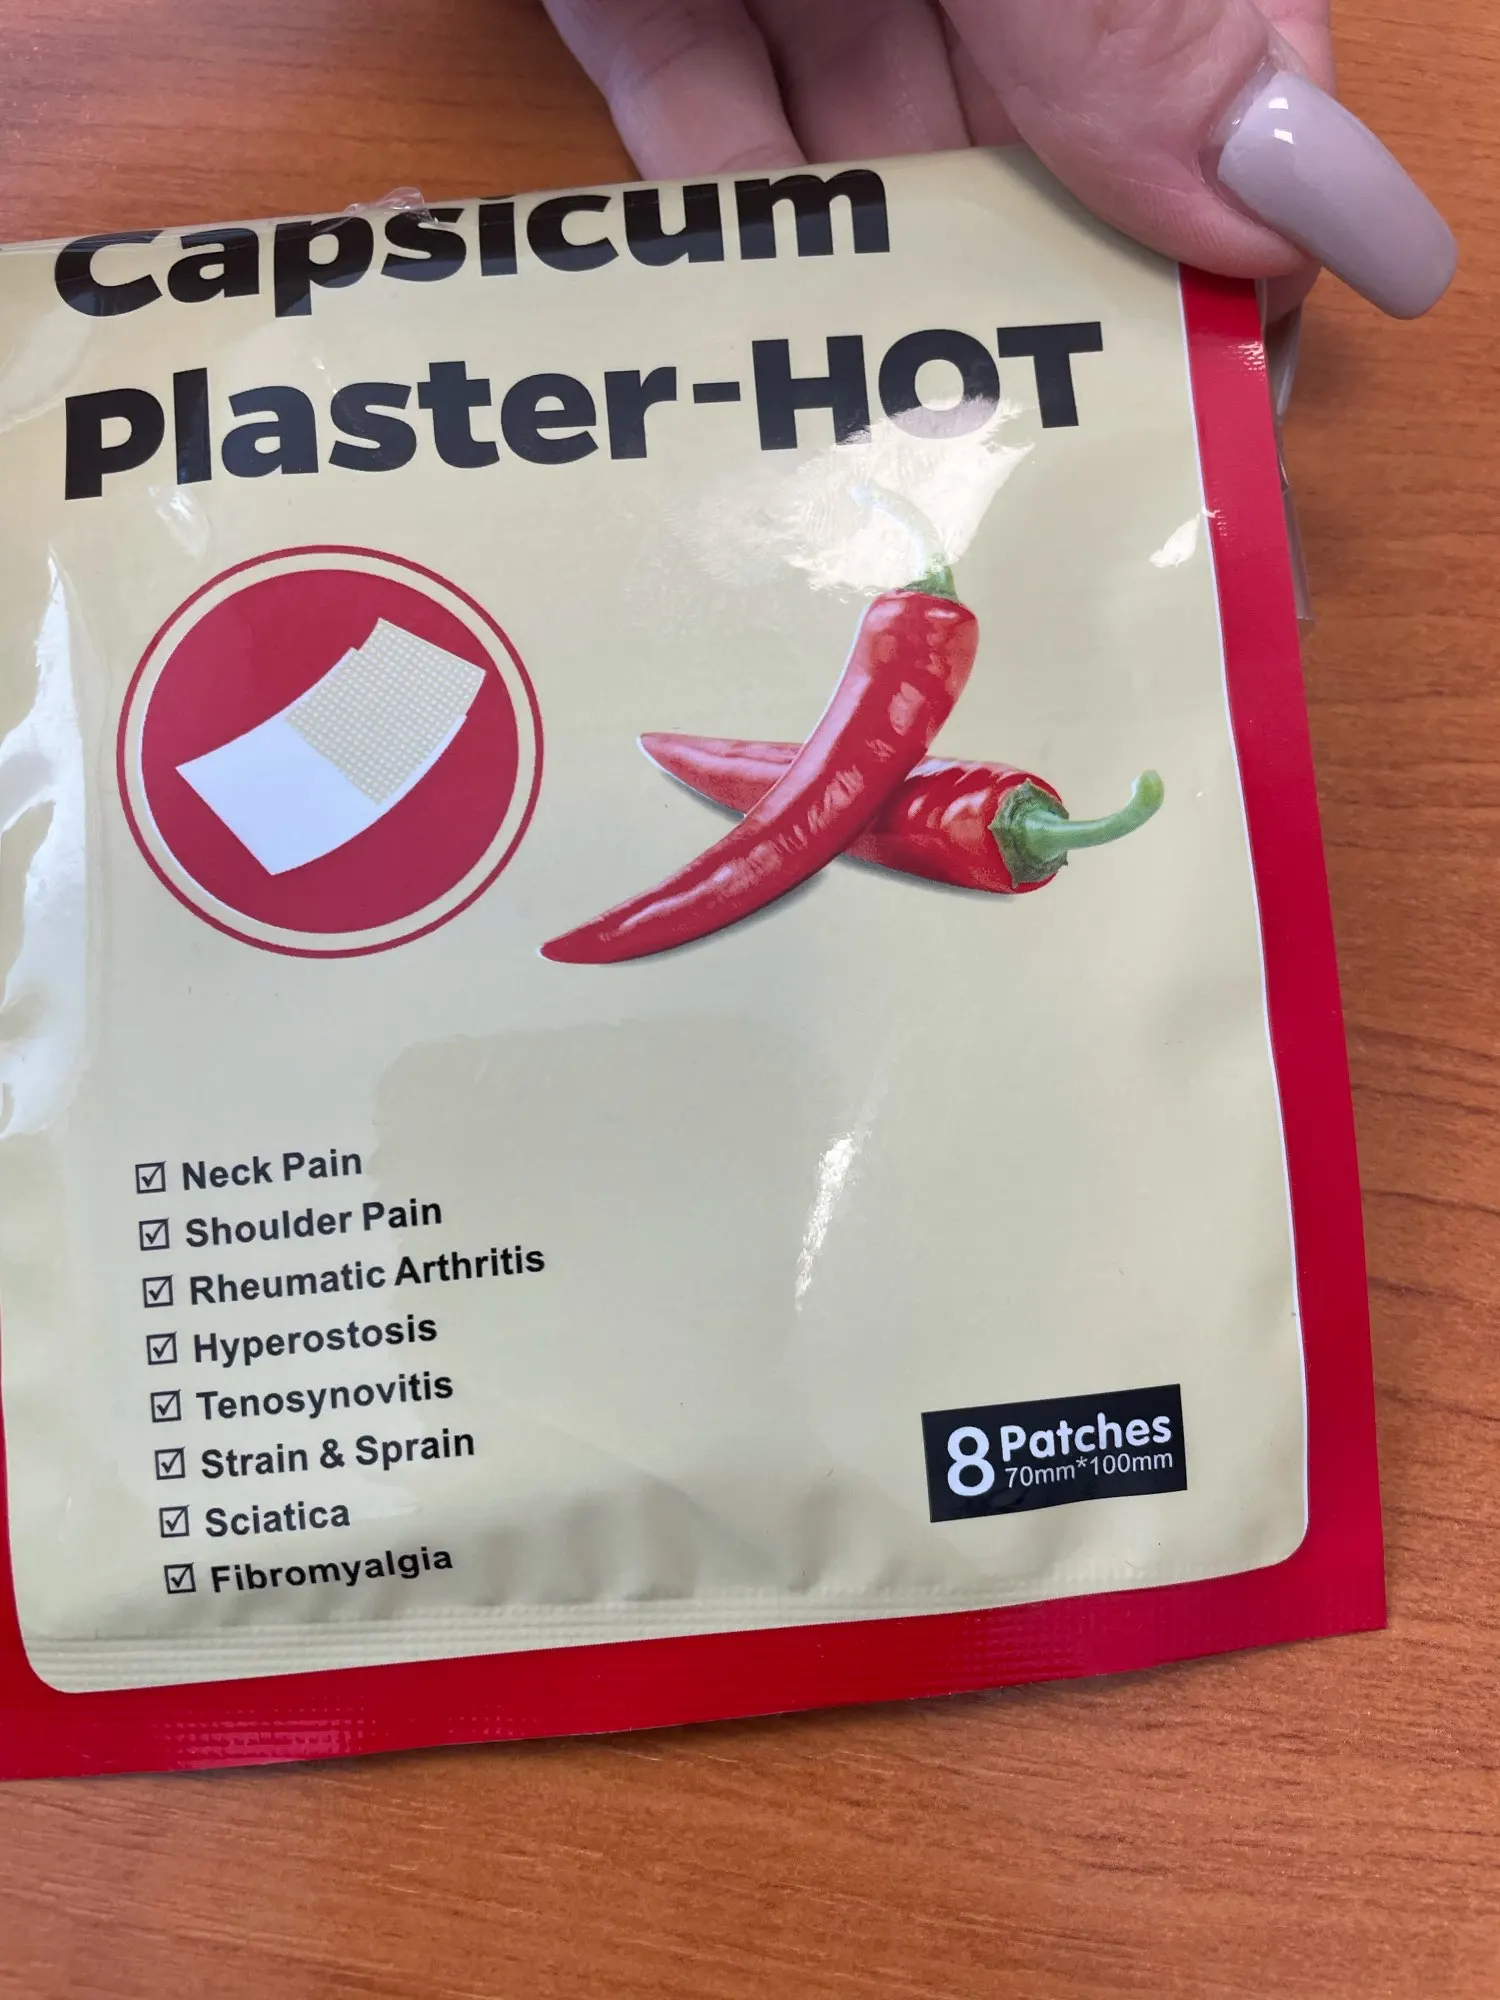 Capsicum
Plaster-HOT
☑ Neck Pain
☑ Shoulder Pain
☑ Rheumatic Arthritis
☑ Hyperostosis
☑ Tenosynovitis
☑ Strain & Sprain
☑ Sciatica
☑ Fibromyalgia
8 Patches
70mm*100mm